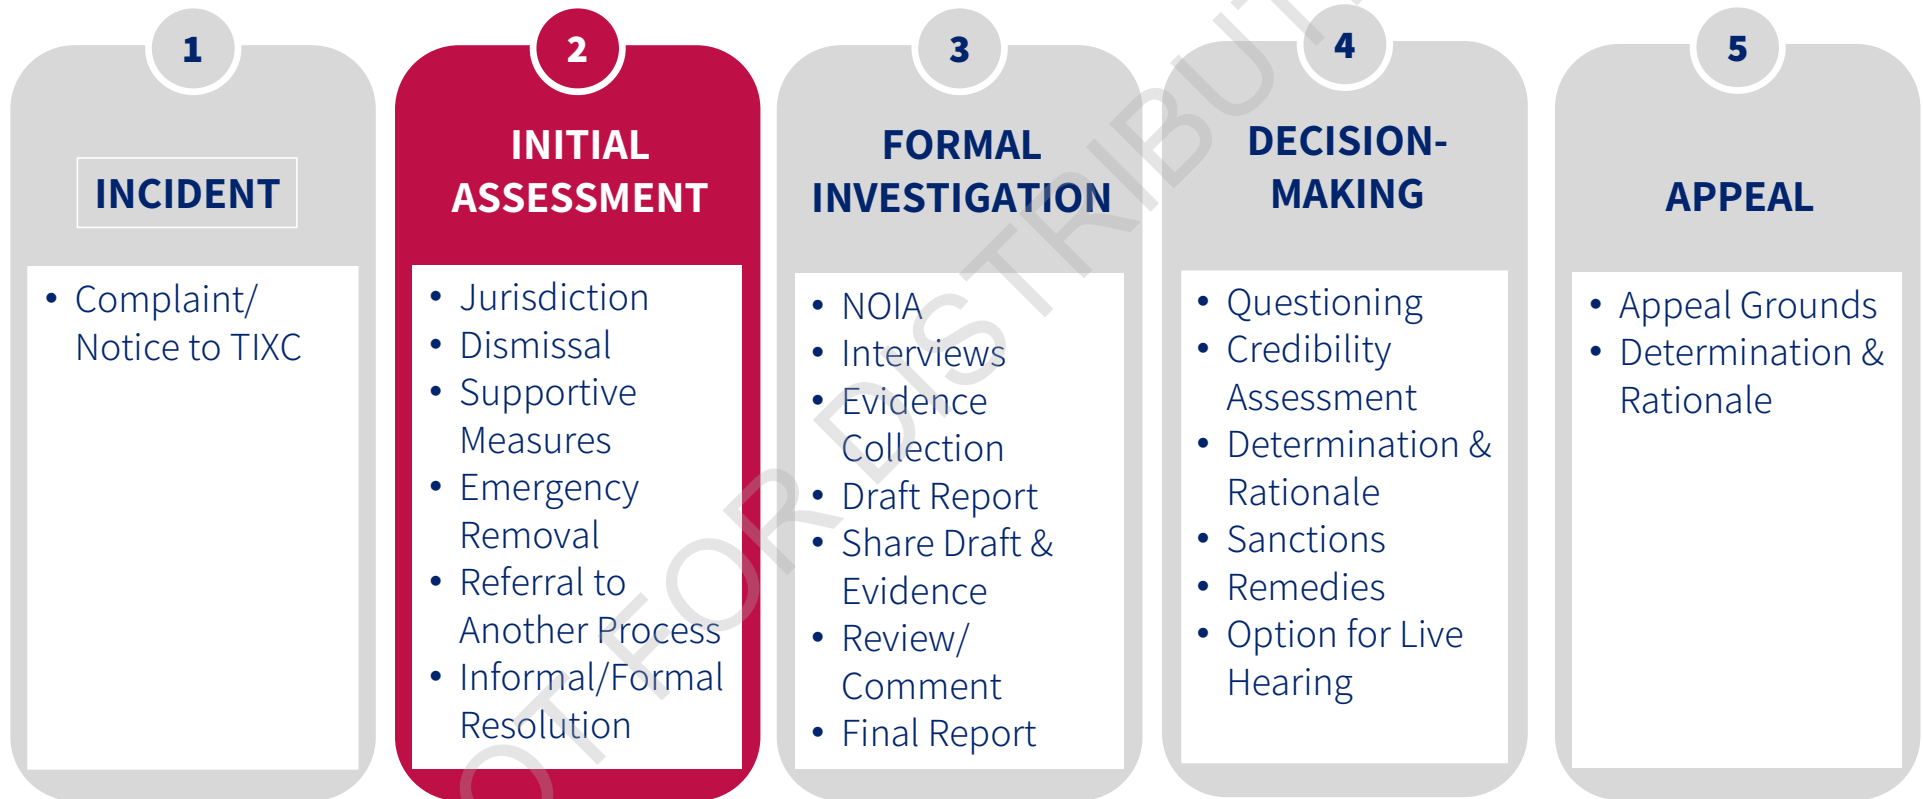 1
INCIDENT
• Complaint/
Notice to TIXC
2
INITIAL
ASSESSMENT
• Jurisdiction
• Dismissal
• Supportive
Measures
• Emergency
Removal
• Referral to
Another Process
• Informal/Formal
Resolution
3
FORMAL
INVESTIGATION
• NOIA
• Interviews
• Evidence
Collection
• Draft Report
• Share Draft &
Evidence
• Review/
Comment
• Final Report
4
DECISION-
MAKING
• Questioning
• Credibility
Assessment
• Determination &
Rationale
• Sanctions
• Remedies
• Option for Live
Hearing
5
APPEAL
• Appeal Grounds
• Determination &
Rationale
OT FOR DISTRIBUT